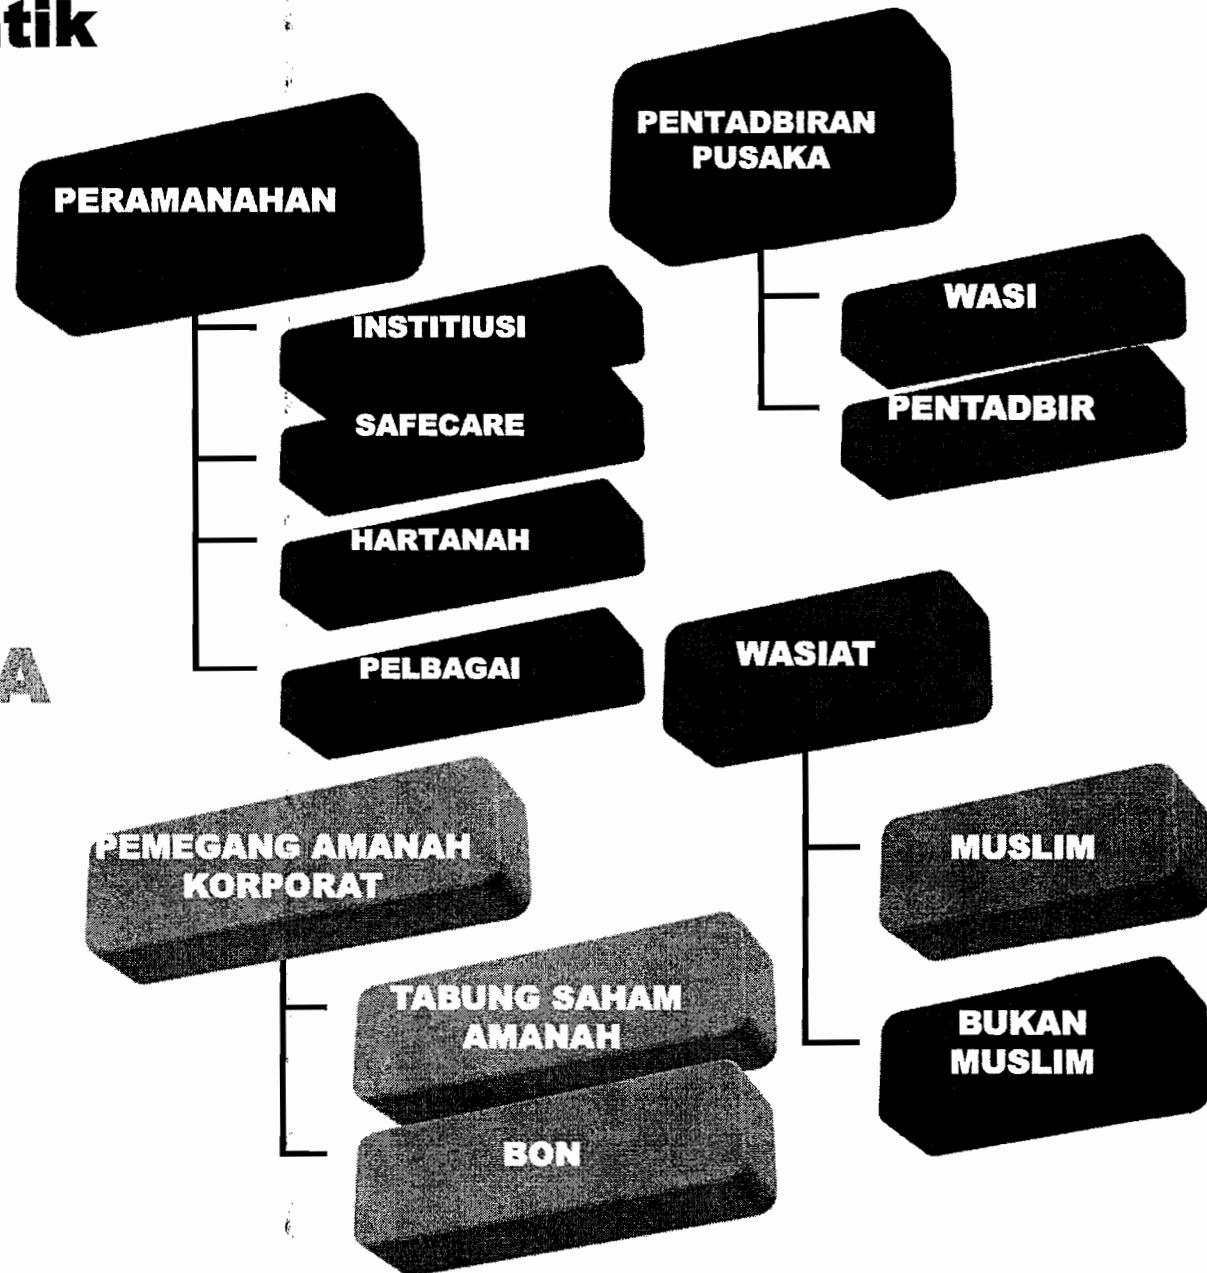 PERAMANAHAN
INSTITIUSI
SAFECARE
HARTANAH
PELBAGAI
PENTADBIRAN
PUSAKA
WASI
PENTADBIR
WASIAT
MUSLIM
BUKAN
MUSLIM
PEMEGANG AMANAH
KORPORAT
TABUNG SAHAM
AMANAH
BON